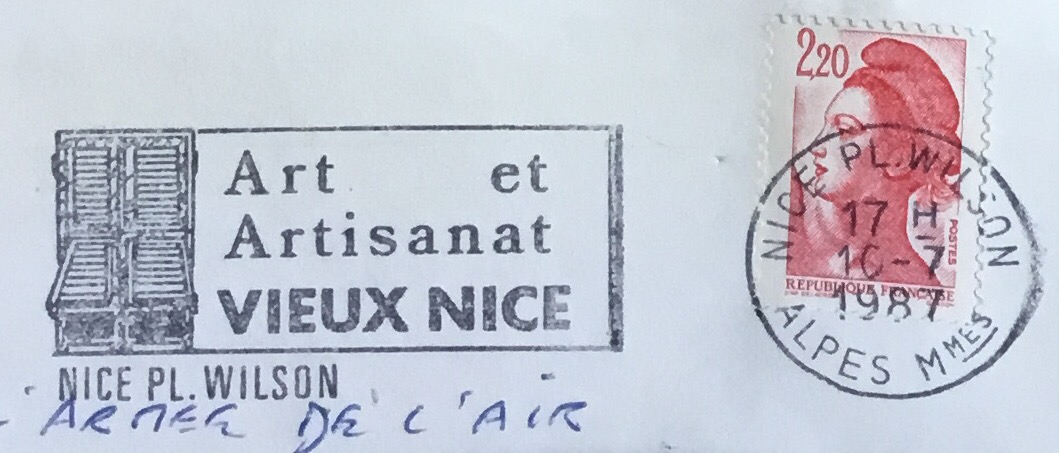 Art et
Artisanat
VIEUX NICE
NICE PL. WILSON
- ARMEE DE L'AIR
2,20
POSTES
REPUBLIQUE FRANÇAISE
NICE PL. WILSON
17 H
10-7
1987
ALPES MMES